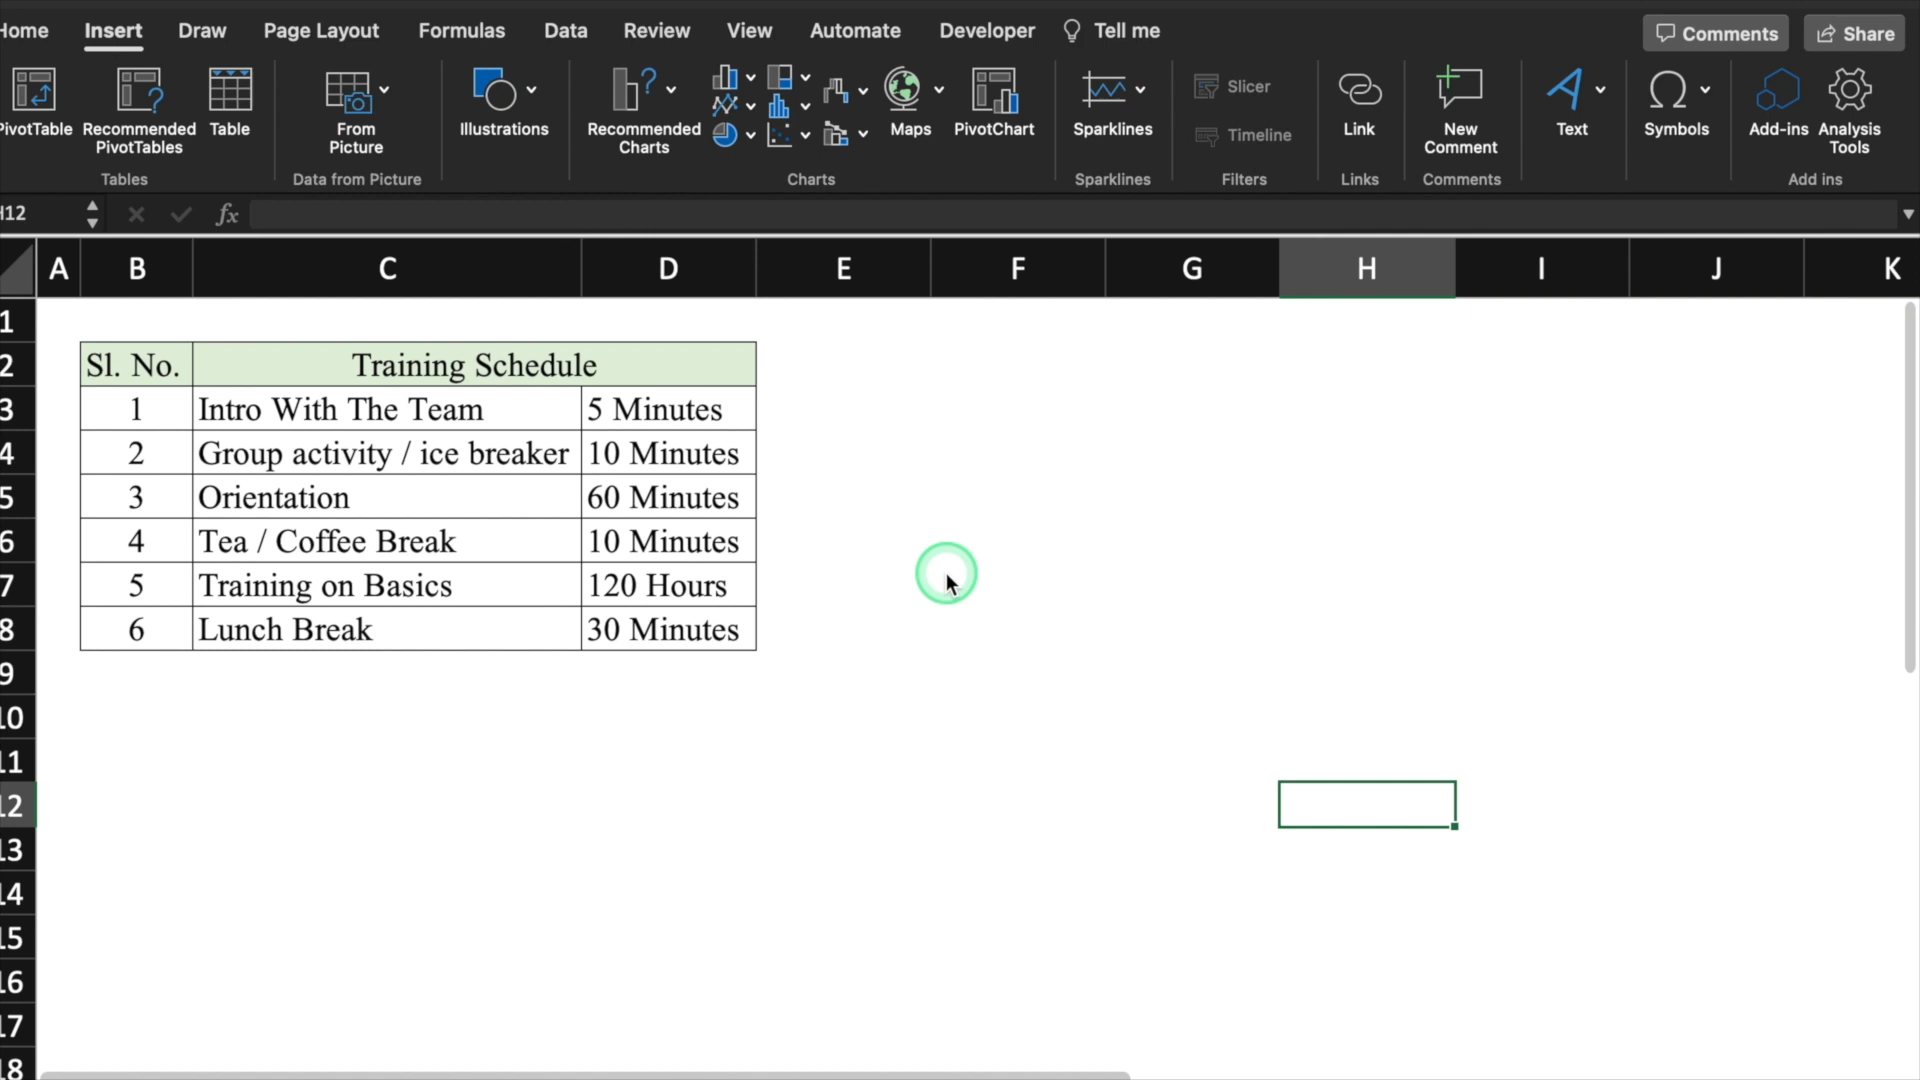 Home Insert Draw Page Layout Formulas Data Review View Automate Developer Tell me Comments Share
PivotTable Recommended PivotTables Table From Picture Illustrations Recommended Charts Maps PivotChart Sparklines Slicer Timeline Link New Comment Text Symbols Add-ins Analysis Tools
Tables Data from Picture Charts Sparklines Filters Links Comments Add ins
H12 fx
A B C D E F G H I J K
1
2 Sl. No. Training Schedule
3 1 Intro With The Team 5 Minutes
4 2 Group activity / ice breaker 10 Minutes
5 3 Orientation 60 Minutes
6 4 Tea / Coffee Break 10 Minutes
7 5 Training on Basics 120 Hours
8 6 Lunch Break 30 Minutes
9
10
11
12
13
14
15
16
17
18